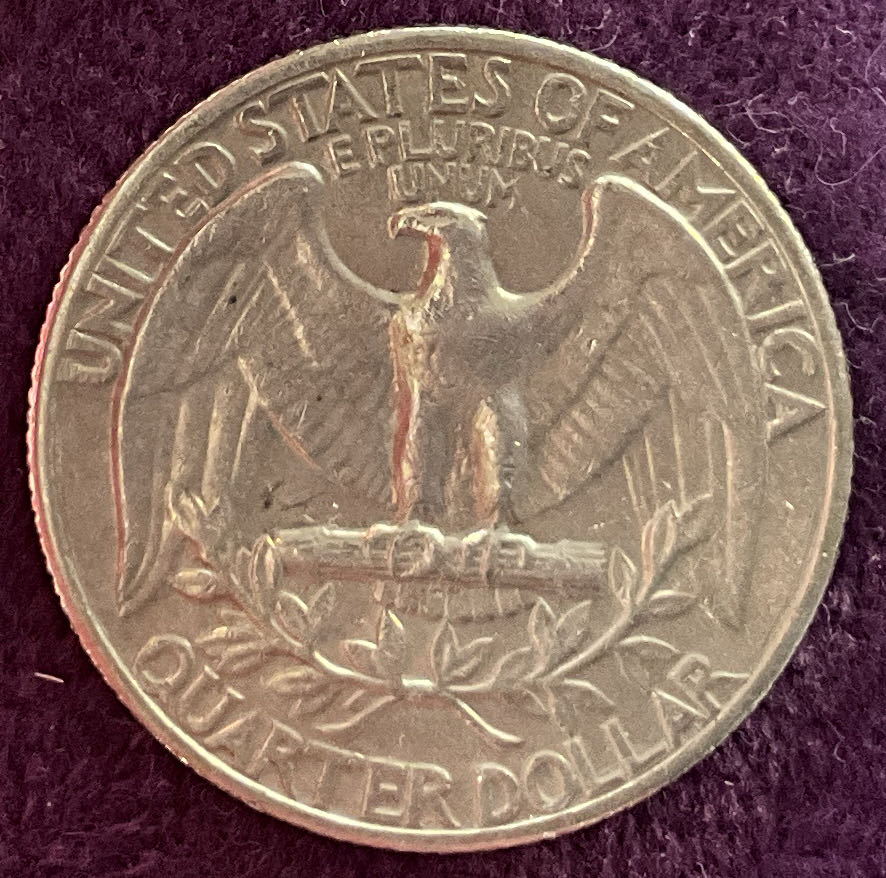 UNITED STATES OF AMERICA
E PLURIBUS
UNUM
QUARTER DOLLAR